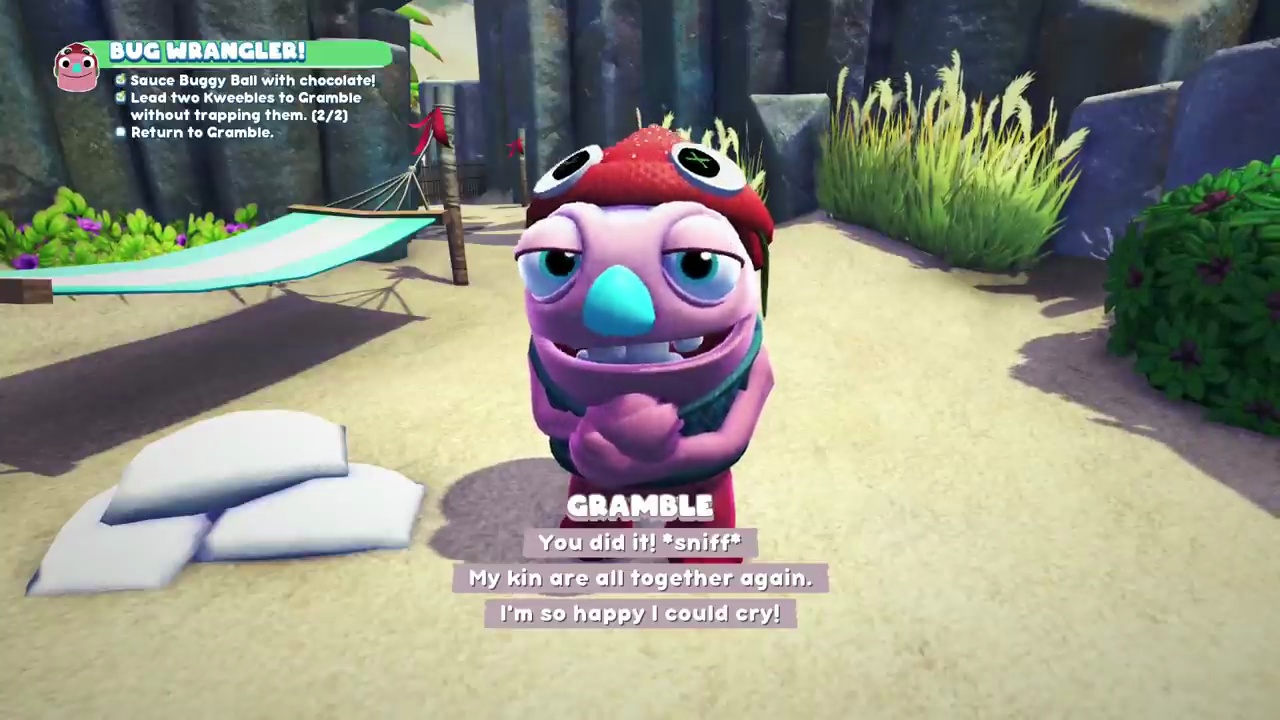 BUG WRANGLER!
Sauce Buggy Ball with chocolate!
Lead two Kweebles to Gramble
without trapping them. (2/2)
Return to Gramble.
GRAMBLE
You did it! *sniff*
My kin are all together again.
I'm so happy I could cry!